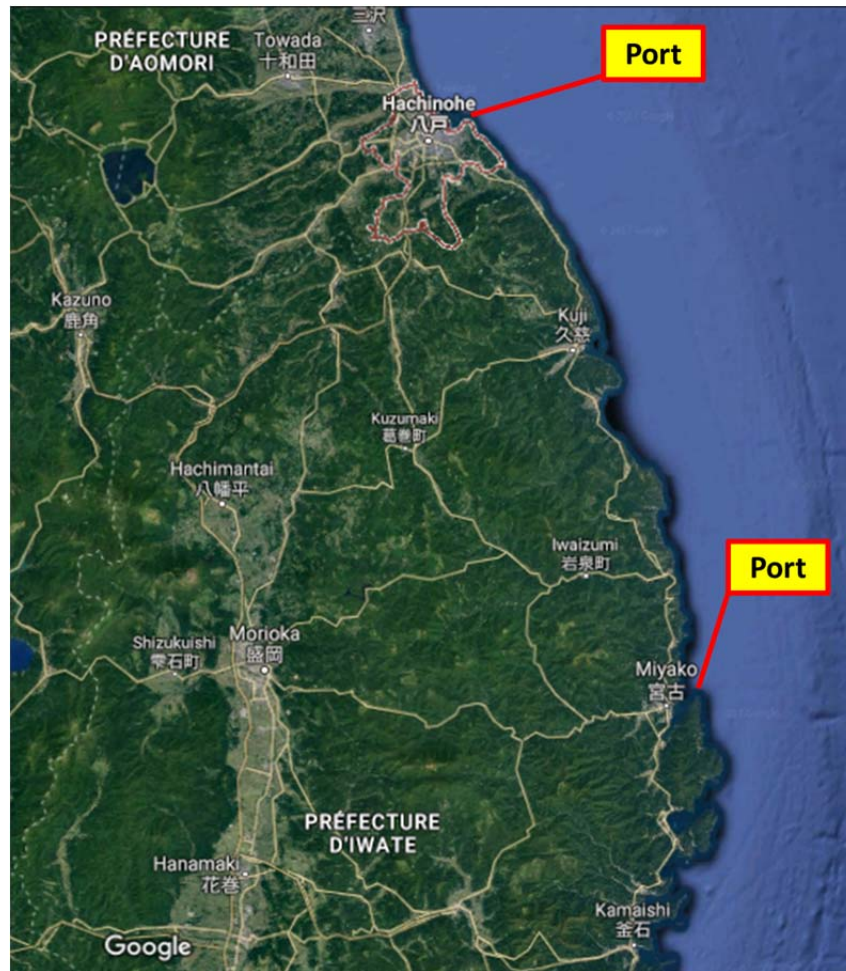 三沢
PRÉFECTURE
D'AOMORI
Towada
十和田
Port
Hachinohe
八戸
Kazuno
鹿角
Kuji
久慈
Kuzumaki
葛巻町
Hachimantai
八幡平
Iwaizumi
岩泉町
Port
Shizukuishi
雫石町
Morioka
盛岡
Miyako
宮古
PRÉFECTURE
D'IWATE
Hanamaki
花巻
Kamaishi
釜石
Google